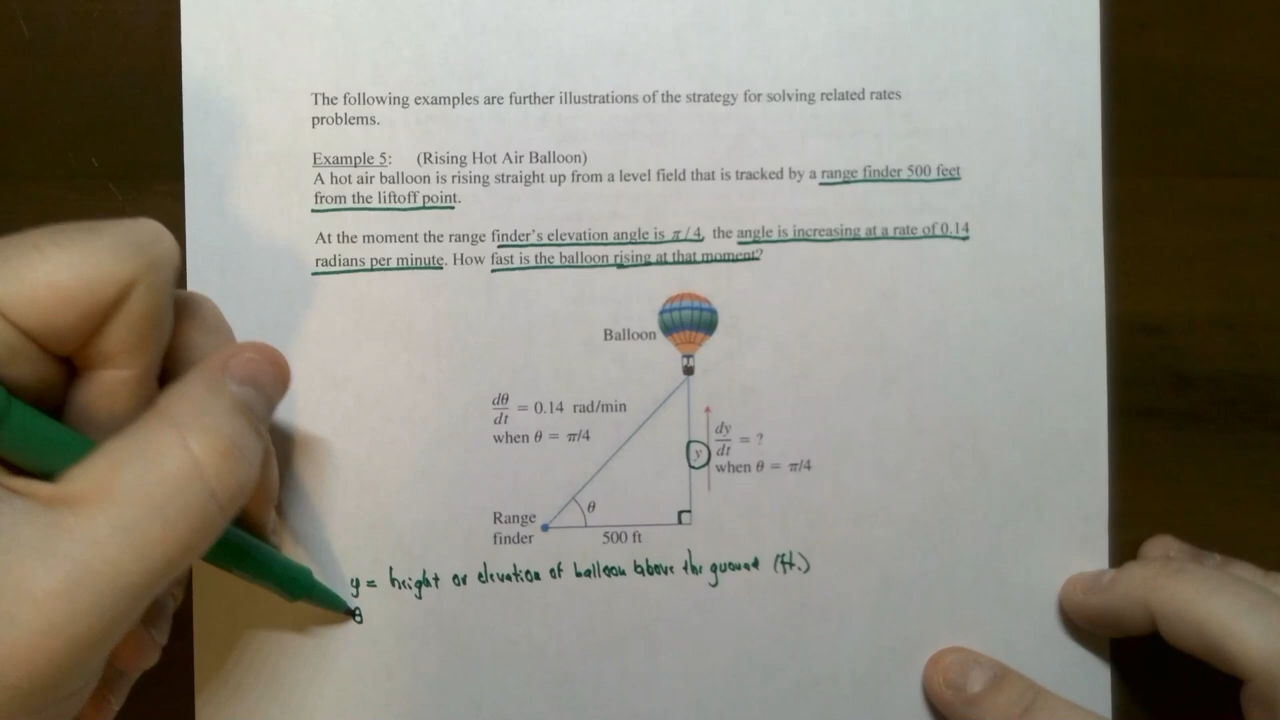 The following examples are further illustrations of the strategy for solving related rates
problems.
Example 5: (Rising Hot Air Balloon)
A hot air balloon is rising straight up from a level field that is tracked by a range finder 500 feet
from the liftoff point.
At the moment the range finder's elevation angle is π/4, the angle is increasing at a rate of 0.14
radians per minute. How fast is the balloon rising at that moment?
Balloon
dθ/dt = 0.14 rad/min
when θ = π/4
dy/dt = ?
y
when θ = π/4
θ
Range
finder
500 ft
y = height or elevation of balloon above the ground (ft.)
θ